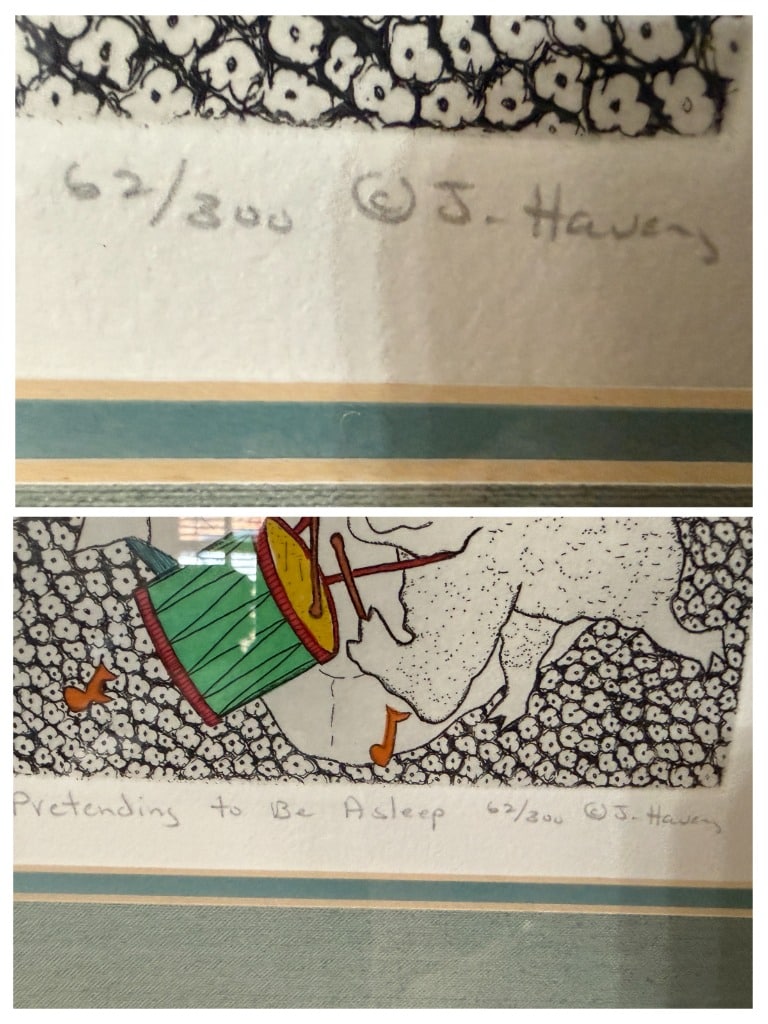 62/300 © J. Havens
Pretending to Be Asleep 62/300 © J. Havens